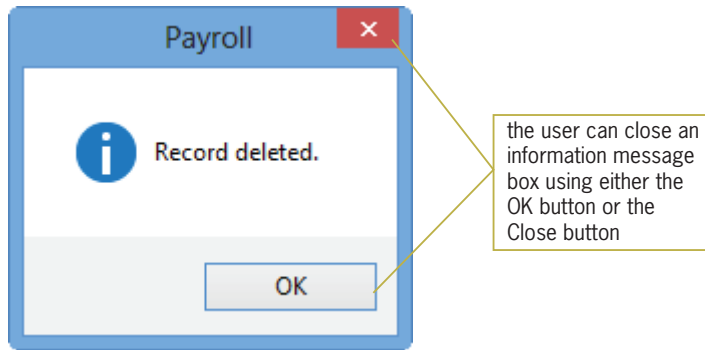 Payroll
Record deleted.
OK
the user can close an
information message
box using either the
OK button or the
Close button